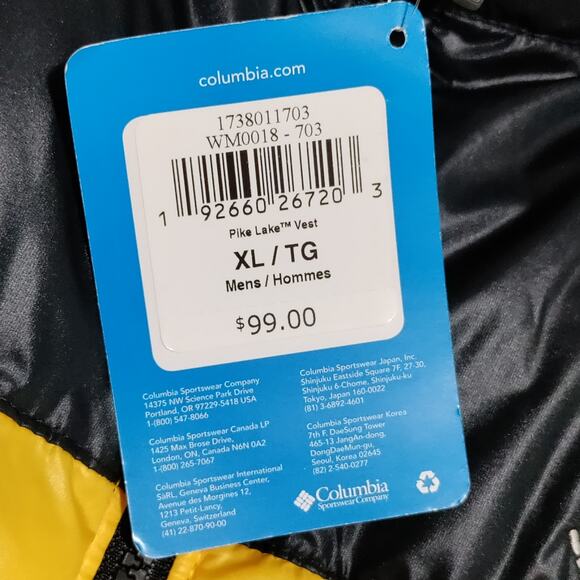 columbia.com
1738011703
WM0018 - 703
1 92660 26720 3
Pike Lake™ Vest
XL / TG
Mens / Hommes
$99.00
Columbia Sportswear Company
14375 NW Science Park Drive
Portland, OR 97229-5418 USA
1-(800) 547-8066
Columbia Sportswear Canada LP
1425 Max Brose Drive,
London, ON, Canada N6N 0A2
1-(800) 265-7067
Columbia Sportswear International
SàRL, Geneva Business Center,
Avenue des Morgines 12,
1213 Petit-Lancy,
Geneva, Switzerland
(41) 22-870-90-00
Columbia Sportswear Japan, Inc.
Shinjuku Eastside Square 7F, 27-30,
Shinjuku 6-Chome, Shinjuku-ku
Tokyo, Japan 160-0022
(81) 3-6892-4601
Columbia Sportswear Korea
7th F. DaeSung Tower
465-13 JangAn-dong,
DongDaeMun-gu,
Seoul, Korea 02645
(82) 2-540-0277
Columbia
Sportswear Company